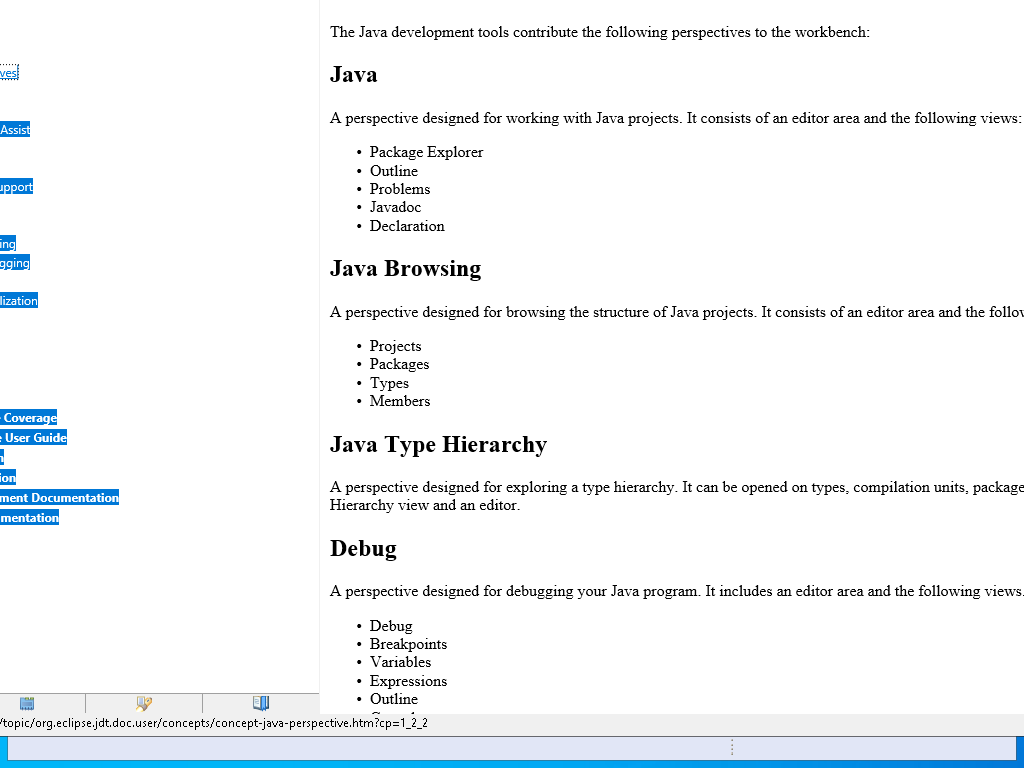 ves
Assist
upport
ing
gging
lization
Coverage
User Guide
ion
ment Documentation
mentation
The Java development tools contribute the following perspectives to the workbench:
Java
A perspective designed for working with Java projects. It consists of an editor area and the following views:
• Package Explorer
• Outline
• Problems
• Javadoc
• Declaration
Java Browsing
A perspective designed for browsing the structure of Java projects. It consists of an editor area and the follow
• Projects
• Packages
• Types
• Members
Java Type Hierarchy
A perspective designed for exploring a type hierarchy. It can be opened on types, compilation units, package
Hierarchy view and an editor.
Debug
A perspective designed for debugging your Java program. It includes an editor area and the following views.
• Debug
• Breakpoints
• Variables
• Expressions
• Outline
/topic/org.eclipse.jdt.doc.user/concepts/concept-java-perspective.htm?cp=1_2_2